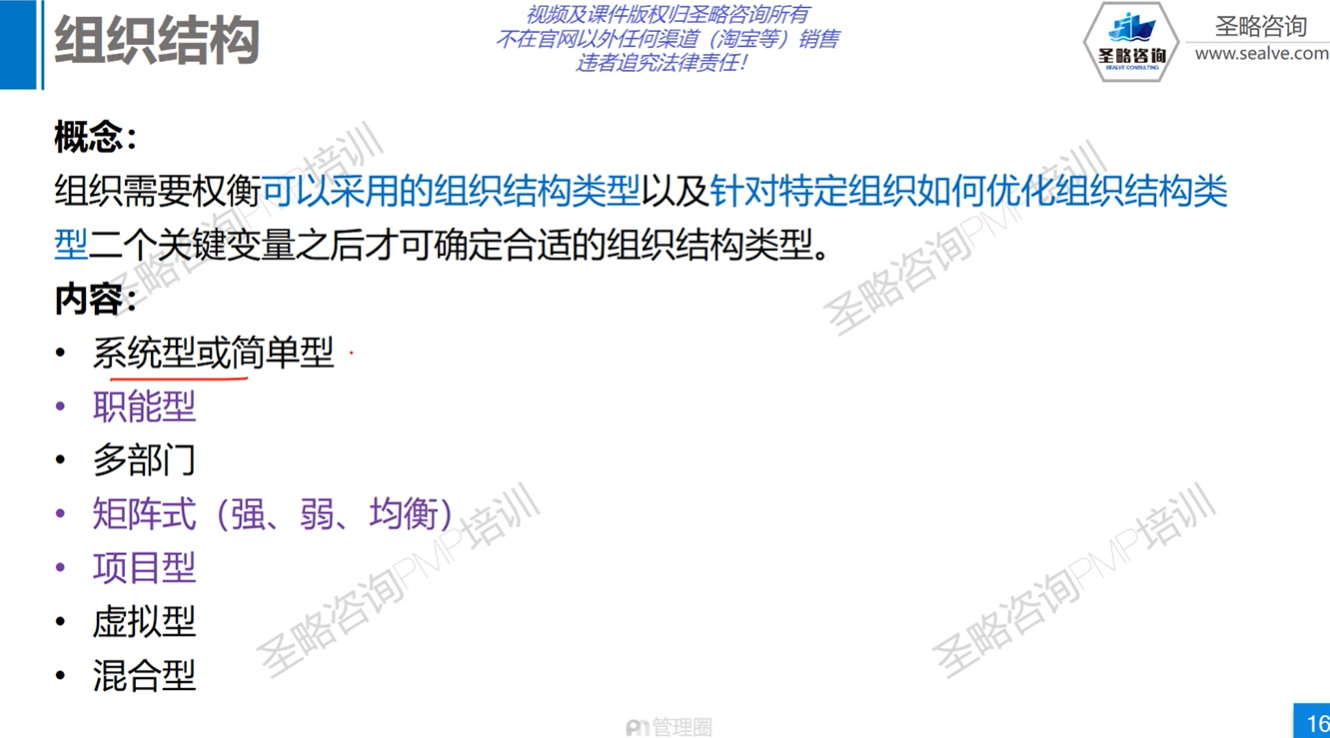 组织结构
视频及课件版权归圣略咨询所有
不在官网以外任何渠道（淘宝等）销售
违者追究法律责任！
圣略咨询
SEALVE CONSULTING
圣略咨询
www.sealve.com
概念：
组织需要权衡可以采用的组织结构类型以及针对特定组织如何优化组织结构类
型二个关键变量之后才可确定合适的组织结构类型。
内容：
• 系统型或简单型
• 职能型
• 多部门
• 矩阵式（强、弱、均衡）
• 项目型
• 虚拟型
• 混合型
圣略咨询PMP培训
圣略咨询PMP培训
圣略咨询PMP培训
圣略咨询PMP培训
管理圈
16